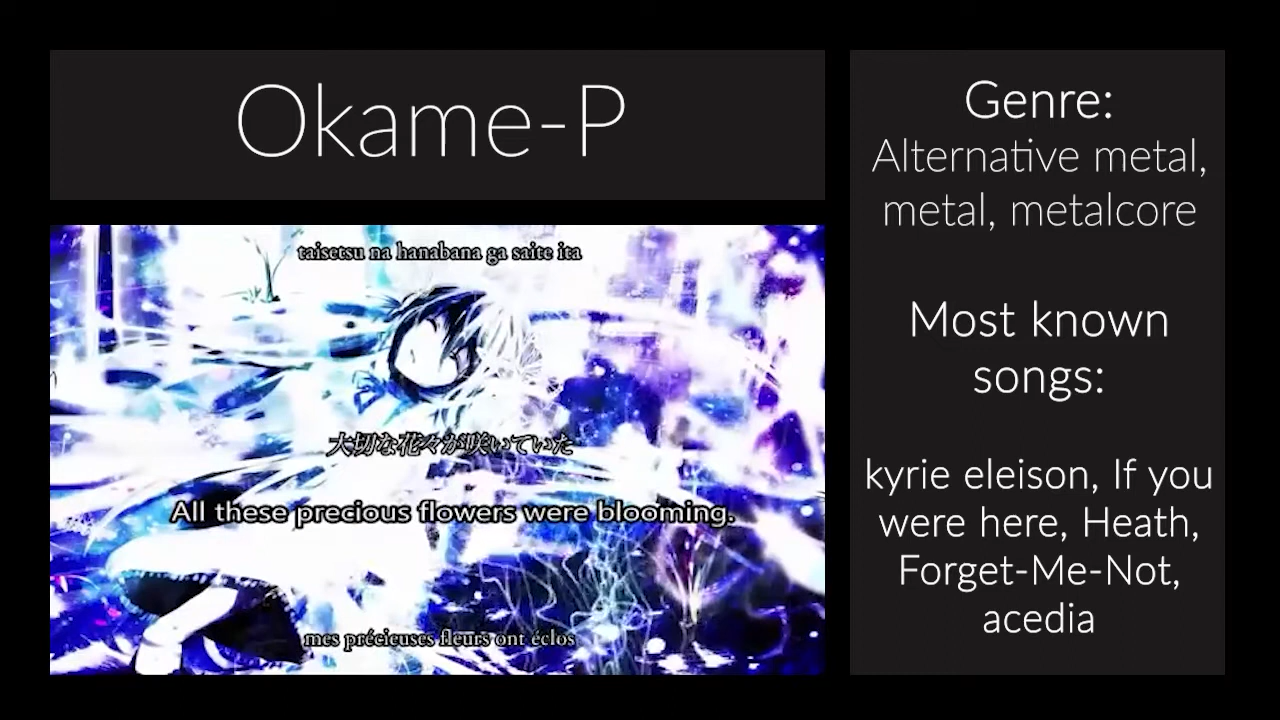 Okame-P
taisetsu na hanabana ga saite ita
大切な花々が咲いていた
All these precious flowers were blooming.
mes précieuses fleurs ont éclos
Genre:
Alternative metal,
metal, metalcore
Most known
songs:
kyrie eleison, If you
were here, Heath,
Forget-Me-Not,
acedia